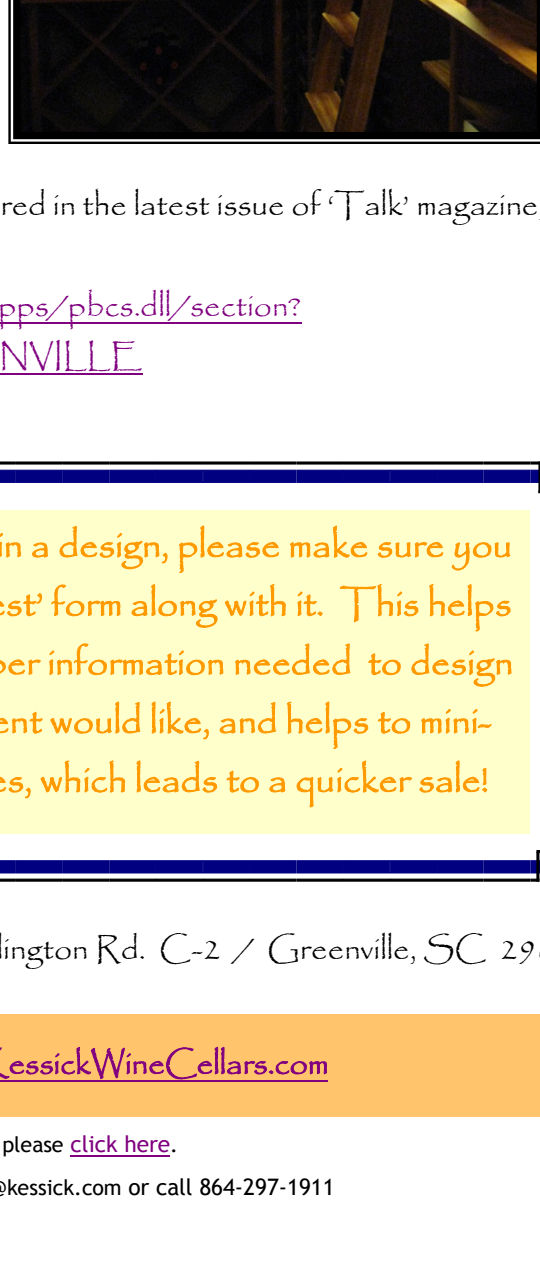 red in the latest issue of ‘Talk’ magazine,
pps/pbcs.dll/section?
NVILLE
in a design, please make sure you
est’ form along with it.  This helps
per information needed  to design
ent would like, and helps to mini-
es, which leads to a quicker sale!
lington Rd.  C-2  /  Greenville, SC  29
KessickWineCellars.com
please click here.
@kessick.com or call 864-297-1911